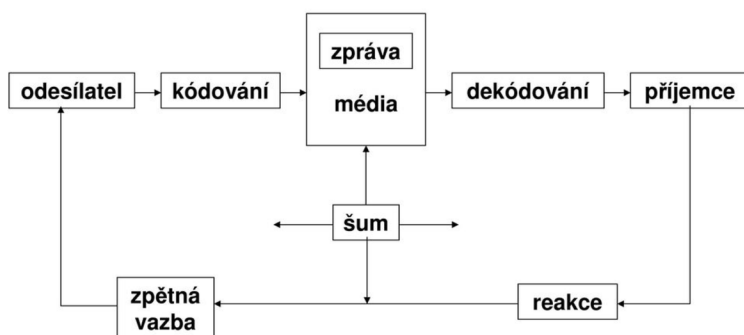 zpráva
odesílatel
kódování
média
dekódování
příjemce
šum
zpětná
vazba
reakce